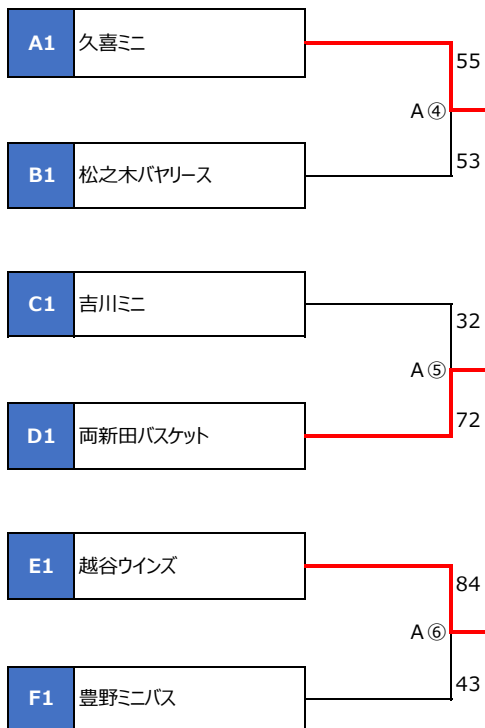 A1 久喜ミニ
55
A④
53
B1 松之木バヤリース
C1 吉川ミニ
32
A⑤
72
D1 両新田バスケット
E1 越谷ウインズ
84
A⑥
43
F1 豊野ミニバス